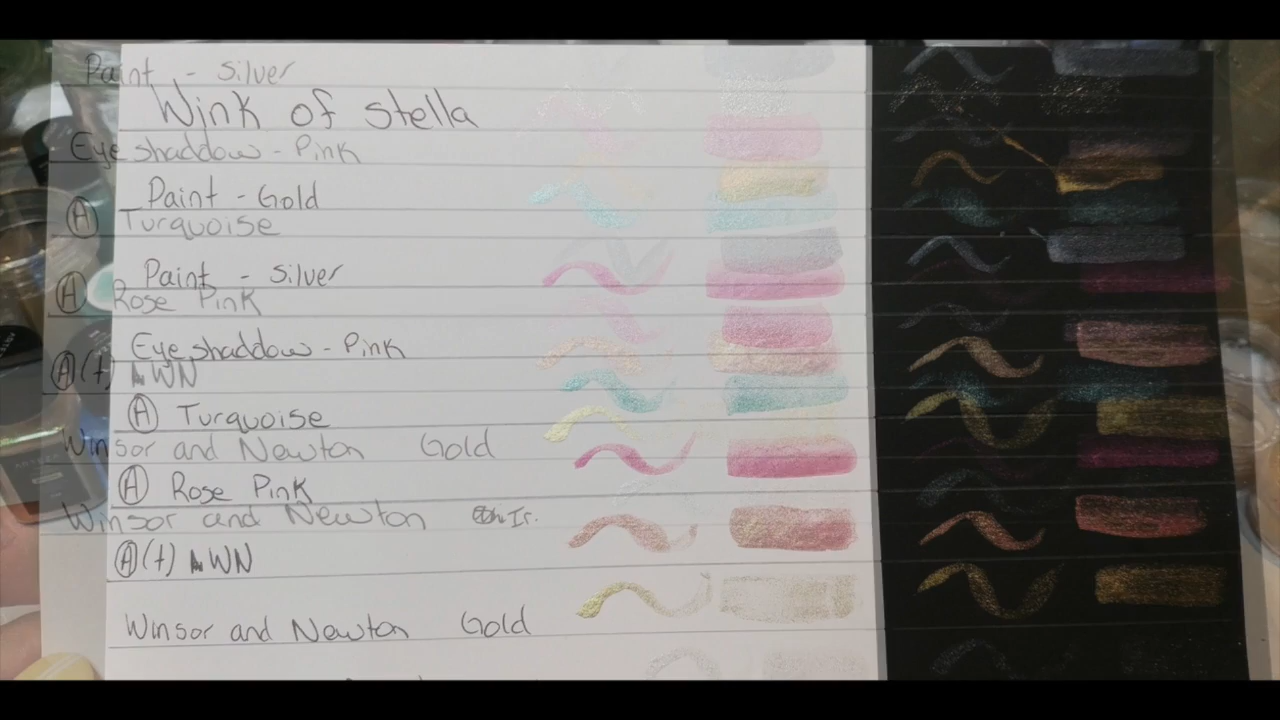 Paint - Silver
Wink of stella
Eye shaddow - Pink
Paint - Gold
A Turquoise
Paint - Silver
A Rose Pink
Eye shaddow - Pink
A (t) WN
A Turquoise
Winsor and Newton Gold
A Rose Pink
Winsor and Newton Ir.
A (t) WN
Winsor and Newton Gold